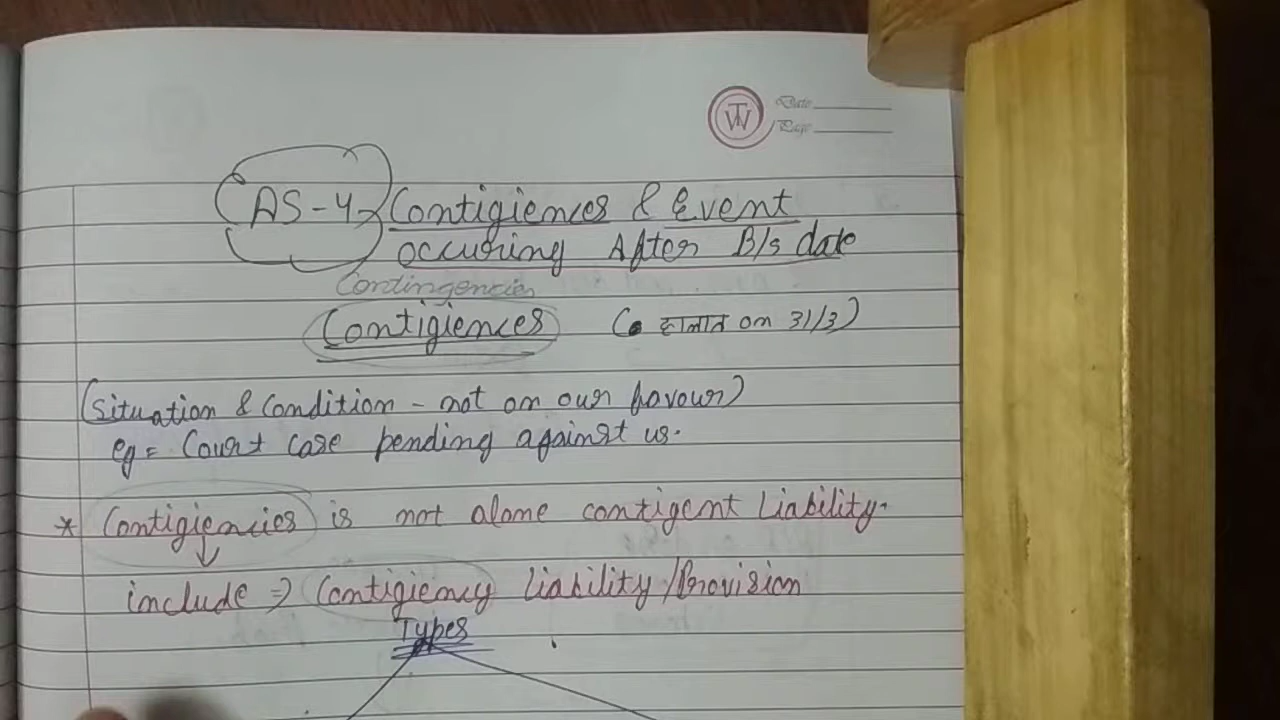 TW
Date
Page
AS-4 Contigiences & Event
occuring After B/s date
Contingencies
Contigiences (हालात on 31/3)
(Situation & Condition - not on our favour)
eg = Court case pending against us.
* Contigiencies is not alone contigent Liability.
include ⇒ Contigiency Liability/Provision
Types